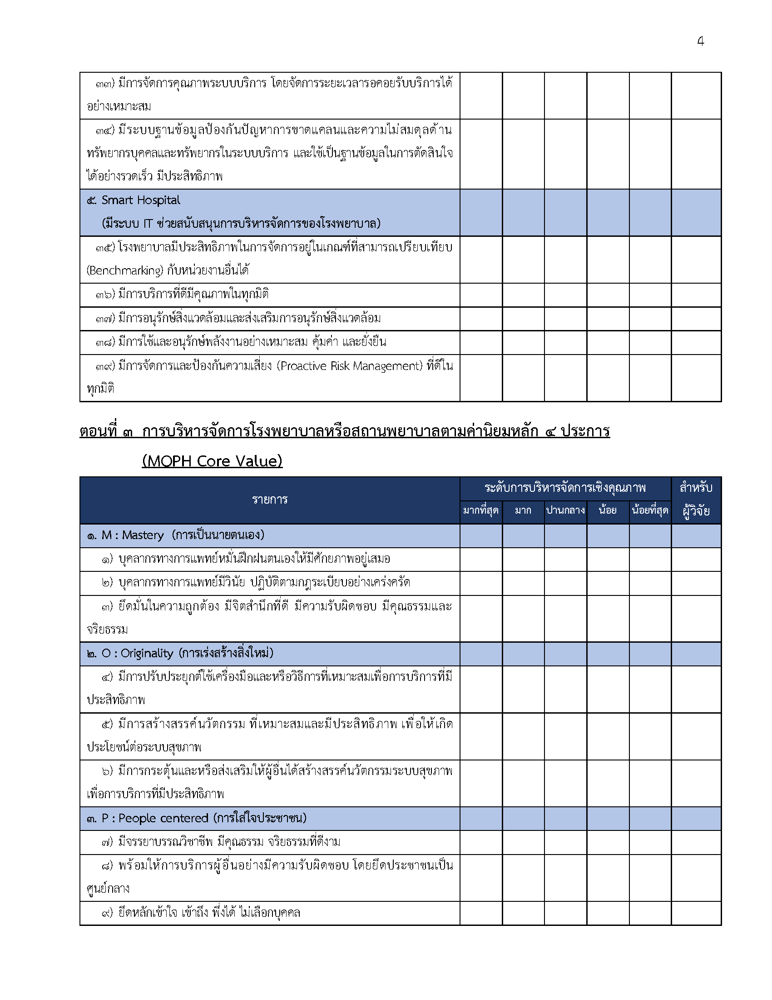 4
๓๓) มีการจัดการคุณภาพระบบบริการ โดยจัดการระยะเวลารอคอยรับบริการได้
อย่างเหมาะสม
๓๔) มีระบบฐานข้อมูลป้องกันปัญหาการขาดแคลนและความไม่สมดุลด้าน
ทรัพยากรบุคคลและทรัพยากรในระบบบริการ และใช้เป็นฐานข้อมูลในการตัดสินใจ
ได้อย่างรวดเร็ว มีประสิทธิภาพ
๕. Smart Hospital
(มีระบบ IT ช่วยสนับสนุนการบริหารจัดการของโรงพยาบาล)
๓๕) โรงพยาบาลมีประสิทธิภาพในการจัดการอยู่ในเกณฑ์ที่สามารถเปรียบเทียบ
(Benchmarking) กับหน่วยงานอื่นได้
๓๖) มีการบริการที่ดีมีคุณภาพในทุกมิติ
๓๗) มีการอนุรักษ์สิ่งแวดล้อมและส่งเสริมการอนุรักษ์สิ่งแวดล้อม
๓๘) มีการใช้และอนุรักษ์พลังงานอย่างเหมาะสม คุ้มค่า และยั่งยืน
๓๙) มีการจัดการและป้องกันความเสี่ยง (Proactive Risk Management) ที่ดีใน
ทุกมิติ
ตอนที่ ๓ การบริหารจัดการโรงพยาบาลหรือสถานพยาบาลตามค่านิยมหลัก ๔ ประการ
(MOPH Core Value)
รายการ ระดับการบริหารจัดการเชิงคุณภาพ สำหรับ
มากที่สุด มาก ปานกลาง น้อย น้อยที่สุด ผู้วิจัย
๑. M : Mastery (การเป็นนายตนเอง)
๑) บุคลากรทางการแพทย์หมั่นฝึกฝนตนเองให้มีศักยภาพอยู่เสมอ
๒) บุคลากรทางการแพทย์มีวินัย ปฏิบัติตามกฎระเบียบอย่างเคร่งครัด
๓) ยึดมั่นในความถูกต้อง มีจิตสำนึกที่ดี มีความรับผิดชอบ มีคุณธรรมและ
จริยธรรม
๒. O : Originality (การเร่งสร้างสิ่งใหม่)
๔) มีการปรับประยุกต์ใช้เครื่องมือและหรือวิธีการที่เหมาะสมเพื่อการบริการที่มี
ประสิทธิภาพ
๕) มีการสร้างสรรค์นวัตกรรม ที่เหมาะสมและมีประสิทธิภาพ เพื่อให้เกิด
ประโยชน์ต่อระบบสุขภาพ
๖) มีการกระตุ้นและหรือส่งเสริมให้ผู้อื่นได้สร้างสรรค์นวัตกรรมระบบสุขภาพ
เพื่อการบริการที่มีประสิทธิภาพ
๓. P : People centered (การใส่ใจประชาชน)
๗) มีจรรยาบรรณวิชาชีพ มีคุณธรรม จริยธรรมที่ดีงาม
๘) พร้อมให้การบริการผู้อื่นอย่างมีความรับผิดชอบ โดยยึดประชาชนเป็น
ศูนย์กลาง
๙) ยึดหลักเข้าใจ เข้าถึง พึ่งได้ ไม่เลือกบุคคล